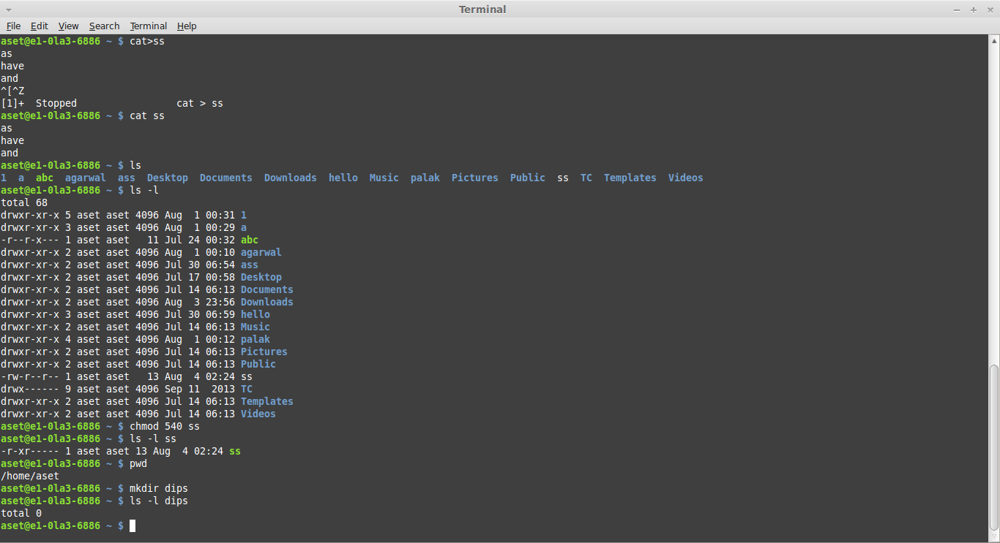 Terminal
File Edit View Search Terminal Help
aset@e1-0la3-6886 ~ $ cat>ss
as
have
and
^[^Z
[1]+  Stopped                 cat > ss
aset@e1-0la3-6886 ~ $ cat ss
as
have
and
aset@e1-0la3-6886 ~ $ ls
1  a  abc  agarwal  ass  Desktop  Documents  Downloads  hello  Music  palak  Pictures  Public  ss  TC  Templates  Videos
aset@e1-0la3-6886 ~ $ ls -l
total 68
drwxr-xr-x 5 aset aset 4096 Aug  1 00:31 1
drwxr-xr-x 3 aset aset 4096 Aug  1 00:29 a
-r--r-x--- 1 aset aset   11 Jul 24 00:32 abc
drwxr-xr-x 2 aset aset 4096 Aug  1 00:10 agarwal
drwxr-xr-x 2 aset aset 4096 Jul 30 06:54 ass
drwxr-xr-x 2 aset aset 4096 Jul 17 00:58 Desktop
drwxr-xr-x 2 aset aset 4096 Jul 14 06:13 Documents
drwxr-xr-x 2 aset aset 4096 Aug  3 23:56 Downloads
drwxr-xr-x 3 aset aset 4096 Jul 30 06:59 hello
drwxr-xr-x 2 aset aset 4096 Jul 14 06:13 Music
drwxr-xr-x 4 aset aset 4096 Aug  1 00:12 palak
drwxr-xr-x 2 aset aset 4096 Jul 14 06:13 Pictures
drwxr-xr-x 2 aset aset 4096 Jul 14 06:13 Public
-rw-r--r-- 1 aset aset   13 Aug  4 02:24 ss
drwx------ 9 aset aset 4096 Sep 11  2013 TC
drwxr-xr-x 2 aset aset 4096 Jul 14 06:13 Templates
drwxr-xr-x 2 aset aset 4096 Jul 14 06:13 Videos
aset@e1-0la3-6886 ~ $ chmod 540 ss
aset@e1-0la3-6886 ~ $ ls -l ss
-r-xr----- 1 aset aset 13 Aug  4 02:24 ss
aset@e1-0la3-6886 ~ $ pwd
/home/aset
aset@e1-0la3-6886 ~ $ mkdir dips
aset@e1-0la3-6886 ~ $ ls -l dips
total 0
aset@e1-0la3-6886 ~ $